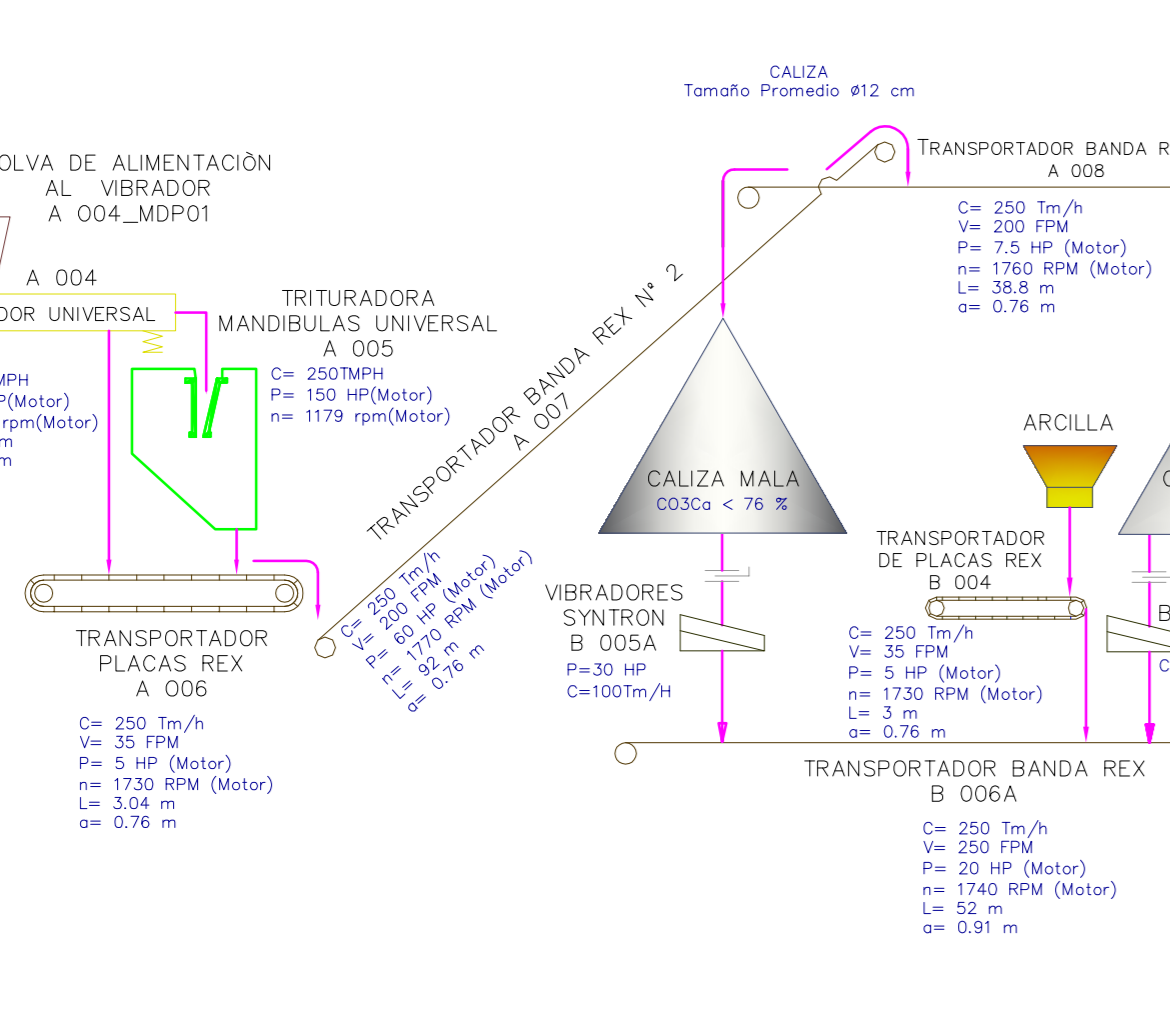 CALIZA
Tamaño Promedio Ø12 cm
OLVA DE ALIMENTACIÒN
AL VIBRADOR
A 004_MDP01
TRANSPORTADOR BANDA R
A 008
C= 250 Tm/h
V= 200 FPM
P= 7.5 HP (Motor)
n= 1760 RPM (Motor)
L= 38.8 m
a= 0.76 m
A 004
DOR UNIVERSAL
MPH
P(Motor)
rpm(Motor)
m
m
TRITURADORA
MANDIBULAS UNIVERSAL
A 005
C= 250TMPH
P= 150 HP(Motor)
n= 1179 rpm(Motor)
TRANSPORTADOR BANDA REX N° 2
A 007
C= 250 Tm/h
V= 200 FPM
P= 60 HP (Motor)
n= 1770 RPM (Motor)
L= 92 m
a= 0.76 m
CALIZA MALA
CO3Ca < 76 %
ARCILLA
C
TRANSPORTADOR
DE PLACAS REX
B 004
C= 250 Tm/h
V= 35 FPM
P= 5 HP (Motor)
n= 1730 RPM (Motor)
L= 3 m
a= 0.76 m
VIBRADORES
SYNTRON
B 005A
P=30 HP
C=100Tm/H
B
C
TRANSPORTADOR
PLACAS REX
A 006
C= 250 Tm/h
V= 35 FPM
P= 5 HP (Motor)
n= 1730 RPM (Motor)
L= 3.04 m
a= 0.76 m
TRANSPORTADOR BANDA REX
B 006A
C= 250 Tm/h
V= 250 FPM
P= 20 HP (Motor)
n= 1740 RPM (Motor)
L= 52 m
a= 0.91 m